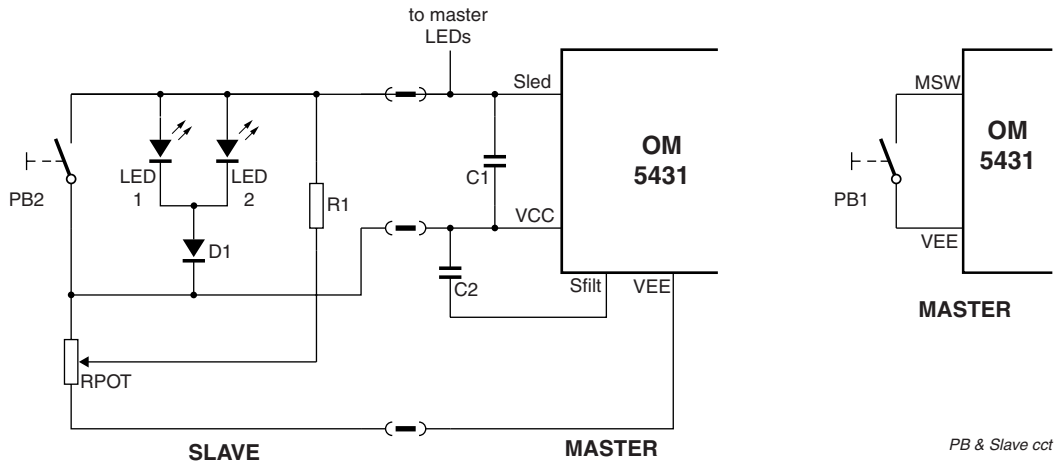 to master
LEDs
Sled
MSW
OM
5431
OM
5431
PB2
LED
1
LED
2
R1
C1
PB1
VCC
VEE
D1
C2
Sfilt
VEE
MASTER
RPOT
SLAVE
MASTER
PB & Slave cct